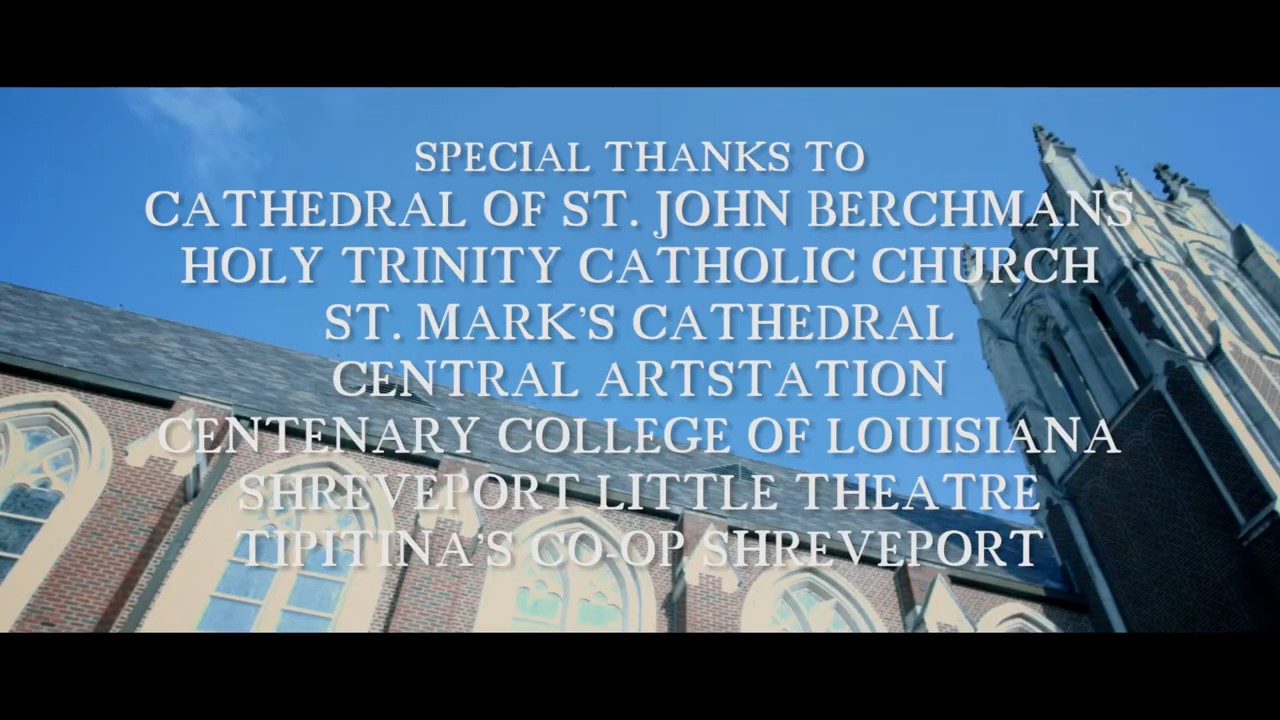 SPECIAL THANKS TO
CATHEDRAL OF ST. JOHN BERCHMANS
HOLY TRINITY CATHOLIC CHURCH
ST. MARK'S CATHEDRAL
CENTRAL ARTSTATION
CENTENARY COLLEGE OF LOUISIANA
SHREVEPORT LITTLE THEATRE
TIPITINA'S CO-OP SHREVEPORT